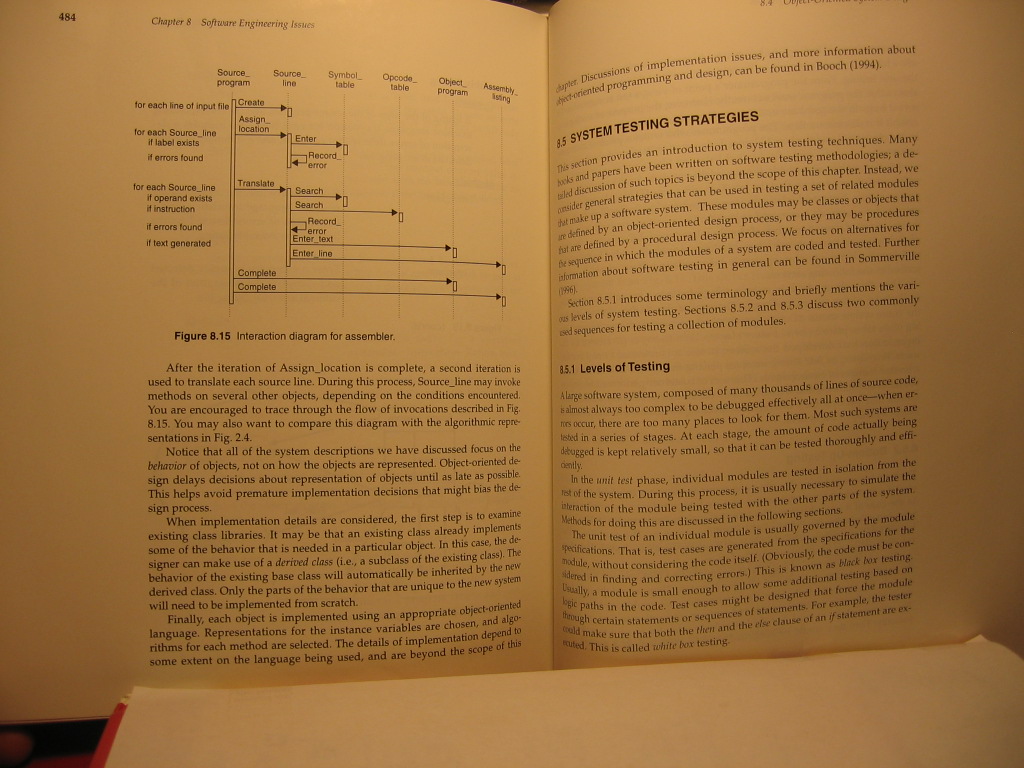 484
Chapter 8 Software Engineering Issues
Source_ program
Source_ line
Symbol_ table
Opcode_ table
Object_ program
Assembly_ listing
for each line of input file
Create
Assign_ location
for each Source_line
if label exists
Enter
if errors found
Record_ error
for each Source_line
Translate
if operand exists
Search
if instruction
Search
if errors found
Record_ error
if text generated
Enter_text
Enter_line
Complete
Complete
Figure 8.15 Interaction diagram for assembler.
After the iteration of Assign_location is complete, a second iteration is
used to translate each source line. During this process, Source_line may invoke
methods on several other objects, depending on the conditions encountered.
You are encouraged to trace through the flow of invocations described in Fig.
8.15. You may also want to compare this diagram with the algorithmic repre-
sentations in Fig. 2.4.
Notice that all of the system descriptions we have discussed focus on the
behavior of objects, not on how the objects are represented. Object-oriented de-
sign delays decisions about representation of objects until as late as possible.
This helps avoid premature implementation decisions that might bias the de-
sign process.
When implementation details are considered, the first step is to examine
existing class libraries. It may be that an existing class already implements
some of the behavior that is needed in a particular object. In this case, the de-
signer can make use of a derived class (i.e., a subclass of the existing class). The
behavior of the existing base class will automatically be inherited by the new
derived class. Only the parts of the behavior that are unique to the new system
will need to be implemented from scratch.
Finally, each object is implemented using an appropriate object-oriented
language. Representations for the instance variables are chosen, and algo-
rithms for each method are selected. The details of implementation depend to
some extent on the language being used, and are beyond the scope of this
8.4 Object-Oriented System
chapter. Discussions of implementation issues, and more information about
object-oriented programming and design, can be found in Booch (1994).
8.5 SYSTEM TESTING STRATEGIES
This section provides an introduction to system testing techniques. Many
books and papers have been written on software testing methodologies; a de-
tailed discussion of such topics is beyond the scope of this chapter. Instead, we
consider general strategies that can be used in testing a set of related modules
that make up a software system. These modules may be classes or objects that
are defined by an object-oriented design process, or they may be procedures
that are defined by a procedural design process. We focus on alternatives for
the sequence in which the modules of a system are coded and tested. Further
information about software testing in general can be found in Sommerville
(1996).
Section 8.5.1 introduces some terminology and briefly mentions the vari-
ous levels of system testing. Sections 8.5.2 and 8.5.3 discuss two commonly
used sequences for testing a collection of modules.
8.5.1 Levels of Testing
A large software system, composed of many thousands of lines of source code,
is almost always too complex to be debugged effectively all at once—when er-
rors occur, there are too many places to look for them. Most such systems are
tested in a series of stages. At each stage, the amount of code actually being
debugged is kept relatively small, so that it can be tested thoroughly and effi-
ciently.
In the unit test phase, individual modules are tested in isolation from the
rest of the system. During this process, it is usually necessary to simulate the
interaction of the module being tested with the other parts of the system.
Methods for doing this are discussed in the following sections.
The unit test of an individual module is usually governed by the module
specifications. That is, test cases are generated from the specifications for the
module, without considering the code itself. (Obviously, the code must be con-
sidered in finding and correcting errors.) This is known as black box testing.
Usually, a module is small enough to allow some additional testing based on
logic paths in the code. Test cases might be designed that force the module
through certain statements or sequences of statements. For example, the tester
could make sure that both the then and the else clause of an if statement are ex-
ecuted. This is called white box testing.